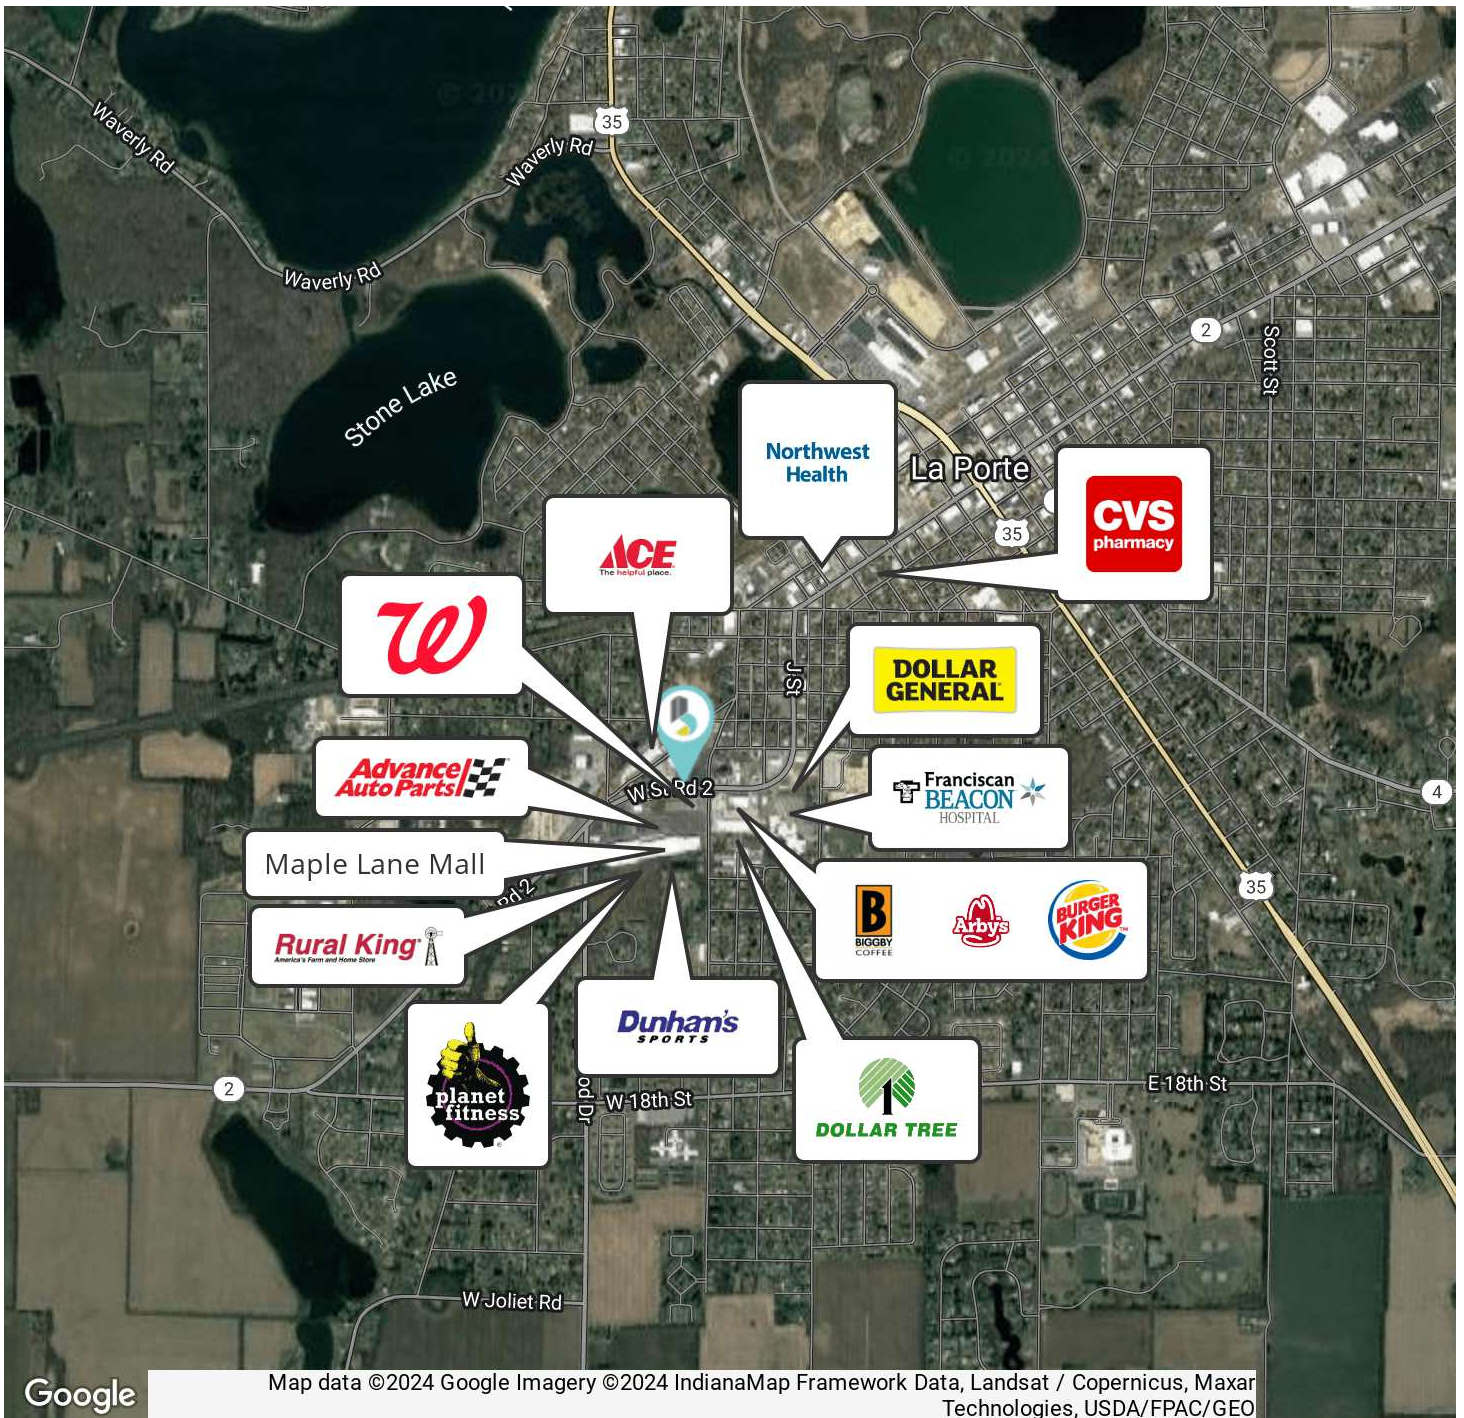 35
Waverly Rd
Waverly Rd
Waverly Rd
2
Scott St
Stone Lake
Northwest
Health
La Porte
CVS
pharmacy
35
ACE
The helpful place.
W
DOLLAR
GENERAL
J St
Advance
Auto Parts
W St Rd 2
Franciscan
BEACON
HOSPITAL
4
Maple Lane Mall
Rd 2
35
B
BIGGBY
COFFEE
Arby's
BURGER
KING
Rural King
America's Farm and Home Store
Dunham's
SPORTS
planet
fitness
DOLLAR TREE
2
od Dr
W 18th St
E 18th St
W Joliet Rd
Google
Map data ©2024 Google Imagery ©2024 IndianaMap Framework Data, Landsat / Copernicus, Maxar
Technologies, USDA/FPAC/GEO